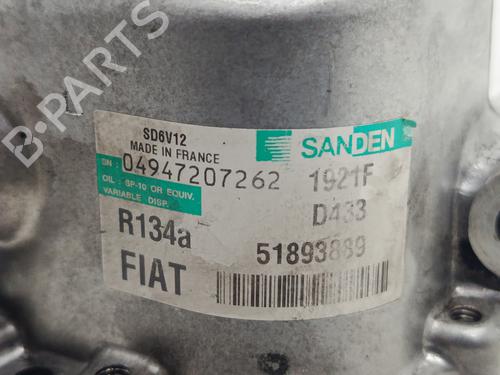 SD6V12
MADE IN FRANCE
SANDEN
SN : 04947207262
1921F
OIL : SP-10 OR EQUIV.
VARIABLE DISP.
D433
R134a
51893889
FIAT
B-PARTS